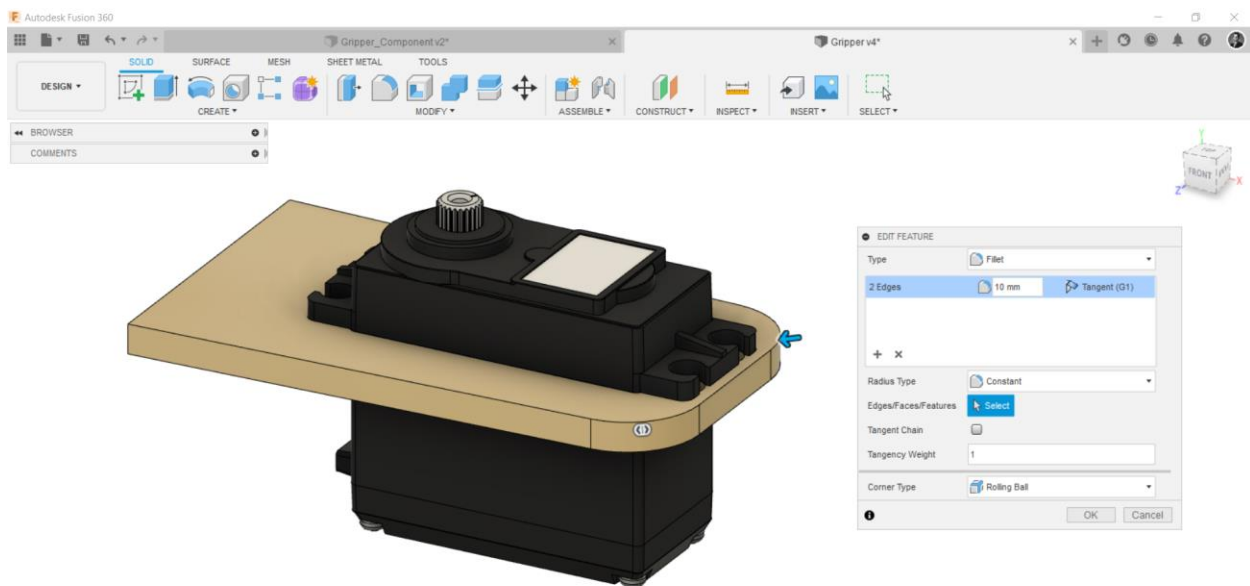 F Autodesk Fusion 360
Gripper_Component v2*
Gripper v4*
DESIGN
SOLID SURFACE MESH SHEET METAL TOOLS
CREATE MODIFY ASSEMBLE CONSTRUCT INSPECT INSERT SELECT
BROWSER
COMMENTS
Y
FRONT
X
Z
EDIT FEATURE
Type Fillet
2 Edges 10 mm Tangent (G1)
Radius Type Constant
Edges/Faces/Features Select
Tangent Chain
Tangency Weight 1
Corner Type Rolling Ball
OK Cancel